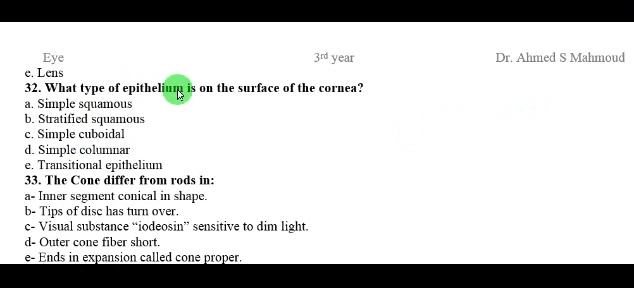 Eye 3rd year Dr. Ahmed S Mahmoud
e. Lens
32. What type of epithelium is on the surface of the cornea?
a. Simple squamous
b. Stratified squamous
c. Simple cuboidal
d. Simple columnar
e. Transitional epithelium
33. The Cone differ from rods in:
a- Inner segment conical in shape.
b- Tips of disc has turn over.
c- Visual substance “iodeosin” sensitive to dim light.
d- Outer cone fiber short.
e- Ends in expansion called cone proper.